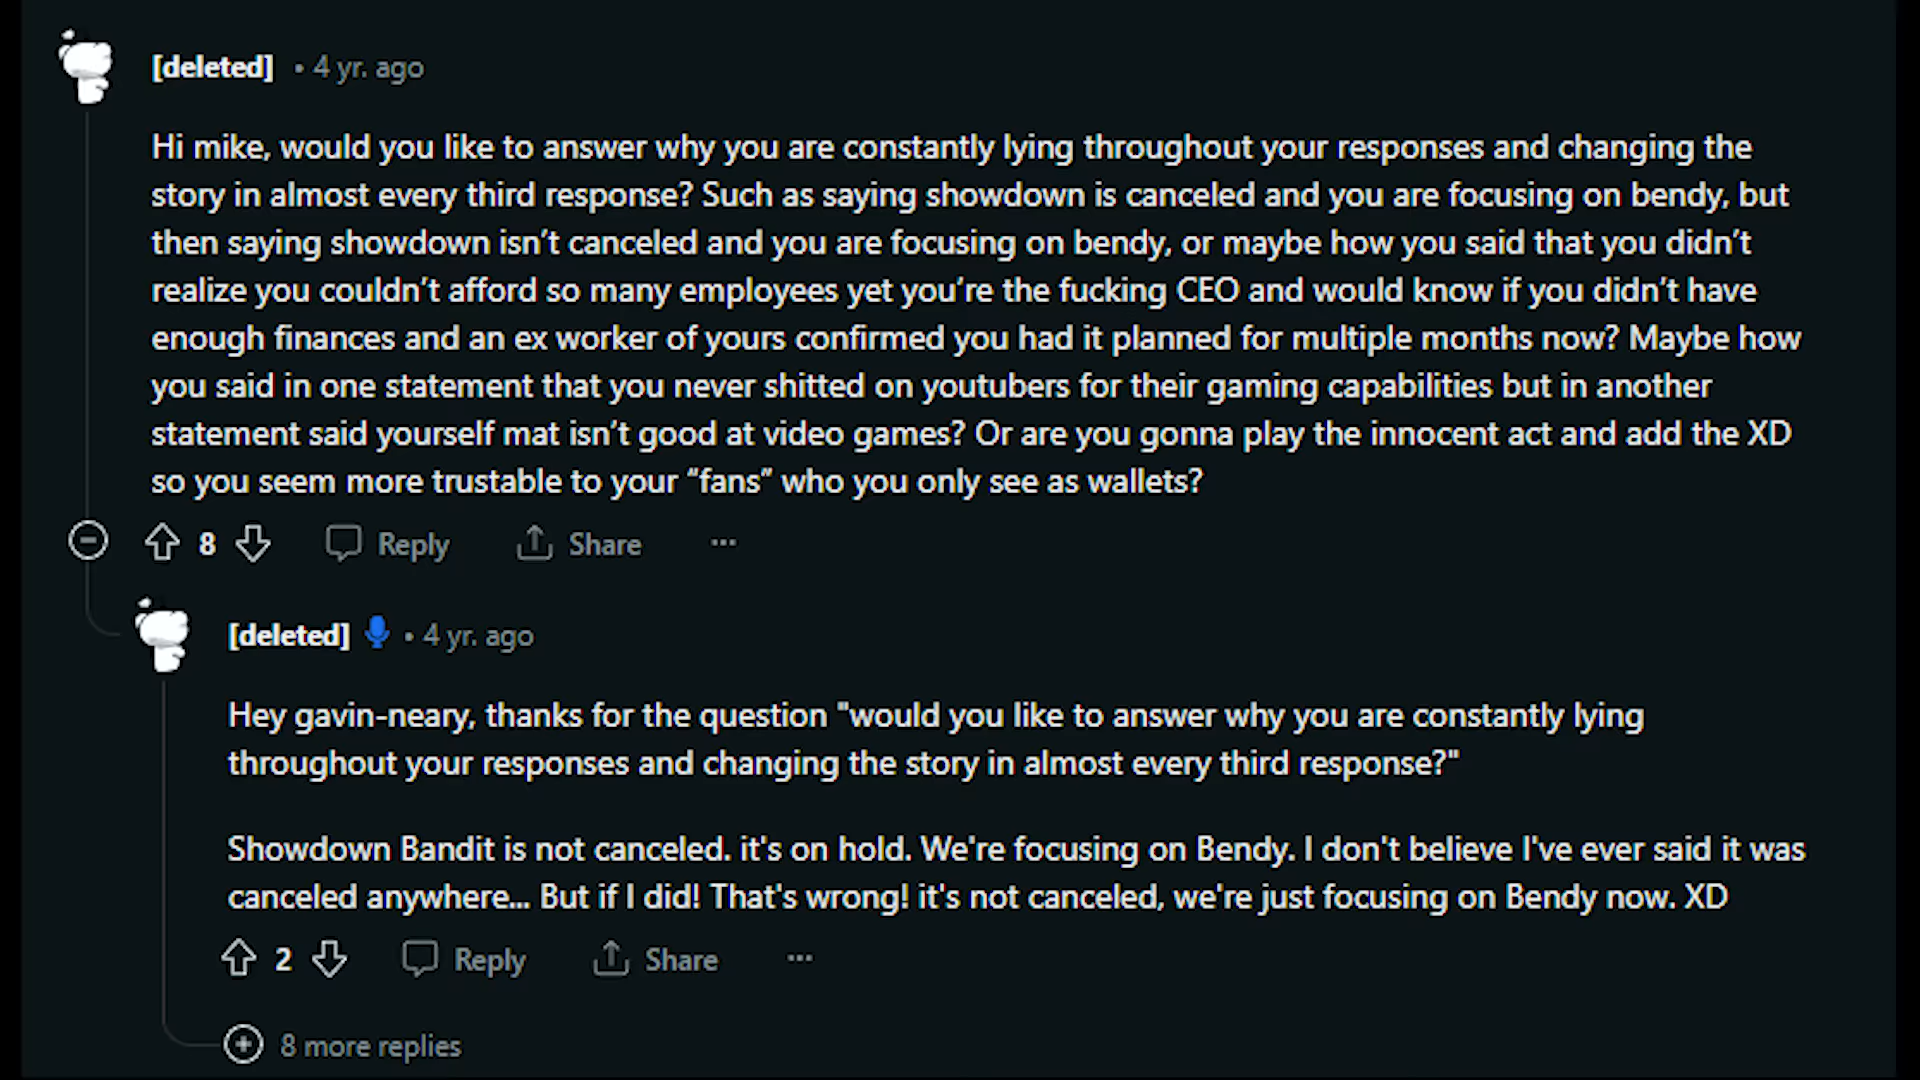 [deleted] • 4 yr. ago
Hi mike, would you like to answer why you are constantly lying throughout your responses and changing the
story in almost every third response? Such as saying showdown is canceled and you are focusing on bendy, but
then saying showdown isn’t canceled and you are focusing on bendy, or maybe how you said that you didn’t
realize you couldn’t afford so many employees yet you’re the fucking CEO and would know if you didn’t have
enough finances and an ex worker of yours confirmed you had it planned for multiple months now? Maybe how
you said in one statement that you never shitted on youtubers for their gaming capabilities but in another
statement said yourself mat isn’t good at video games? Or are you gonna play the innocent act and add the XD
so you seem more trustable to your “fans” who you only see as wallets?
8 Reply Share ...
[deleted] • 4 yr. ago
Hey gavin-neary, thanks for the question "would you like to answer why you are constantly lying
throughout your responses and changing the story in almost every third response?"
Showdown Bandit is not canceled. it's on hold. We're focusing on Bendy. I don't believe I've ever said it was
canceled anywhere... But if I did! That's wrong! it's not canceled, we're just focusing on Bendy now. XD
2 Reply Share ...
8 more replies